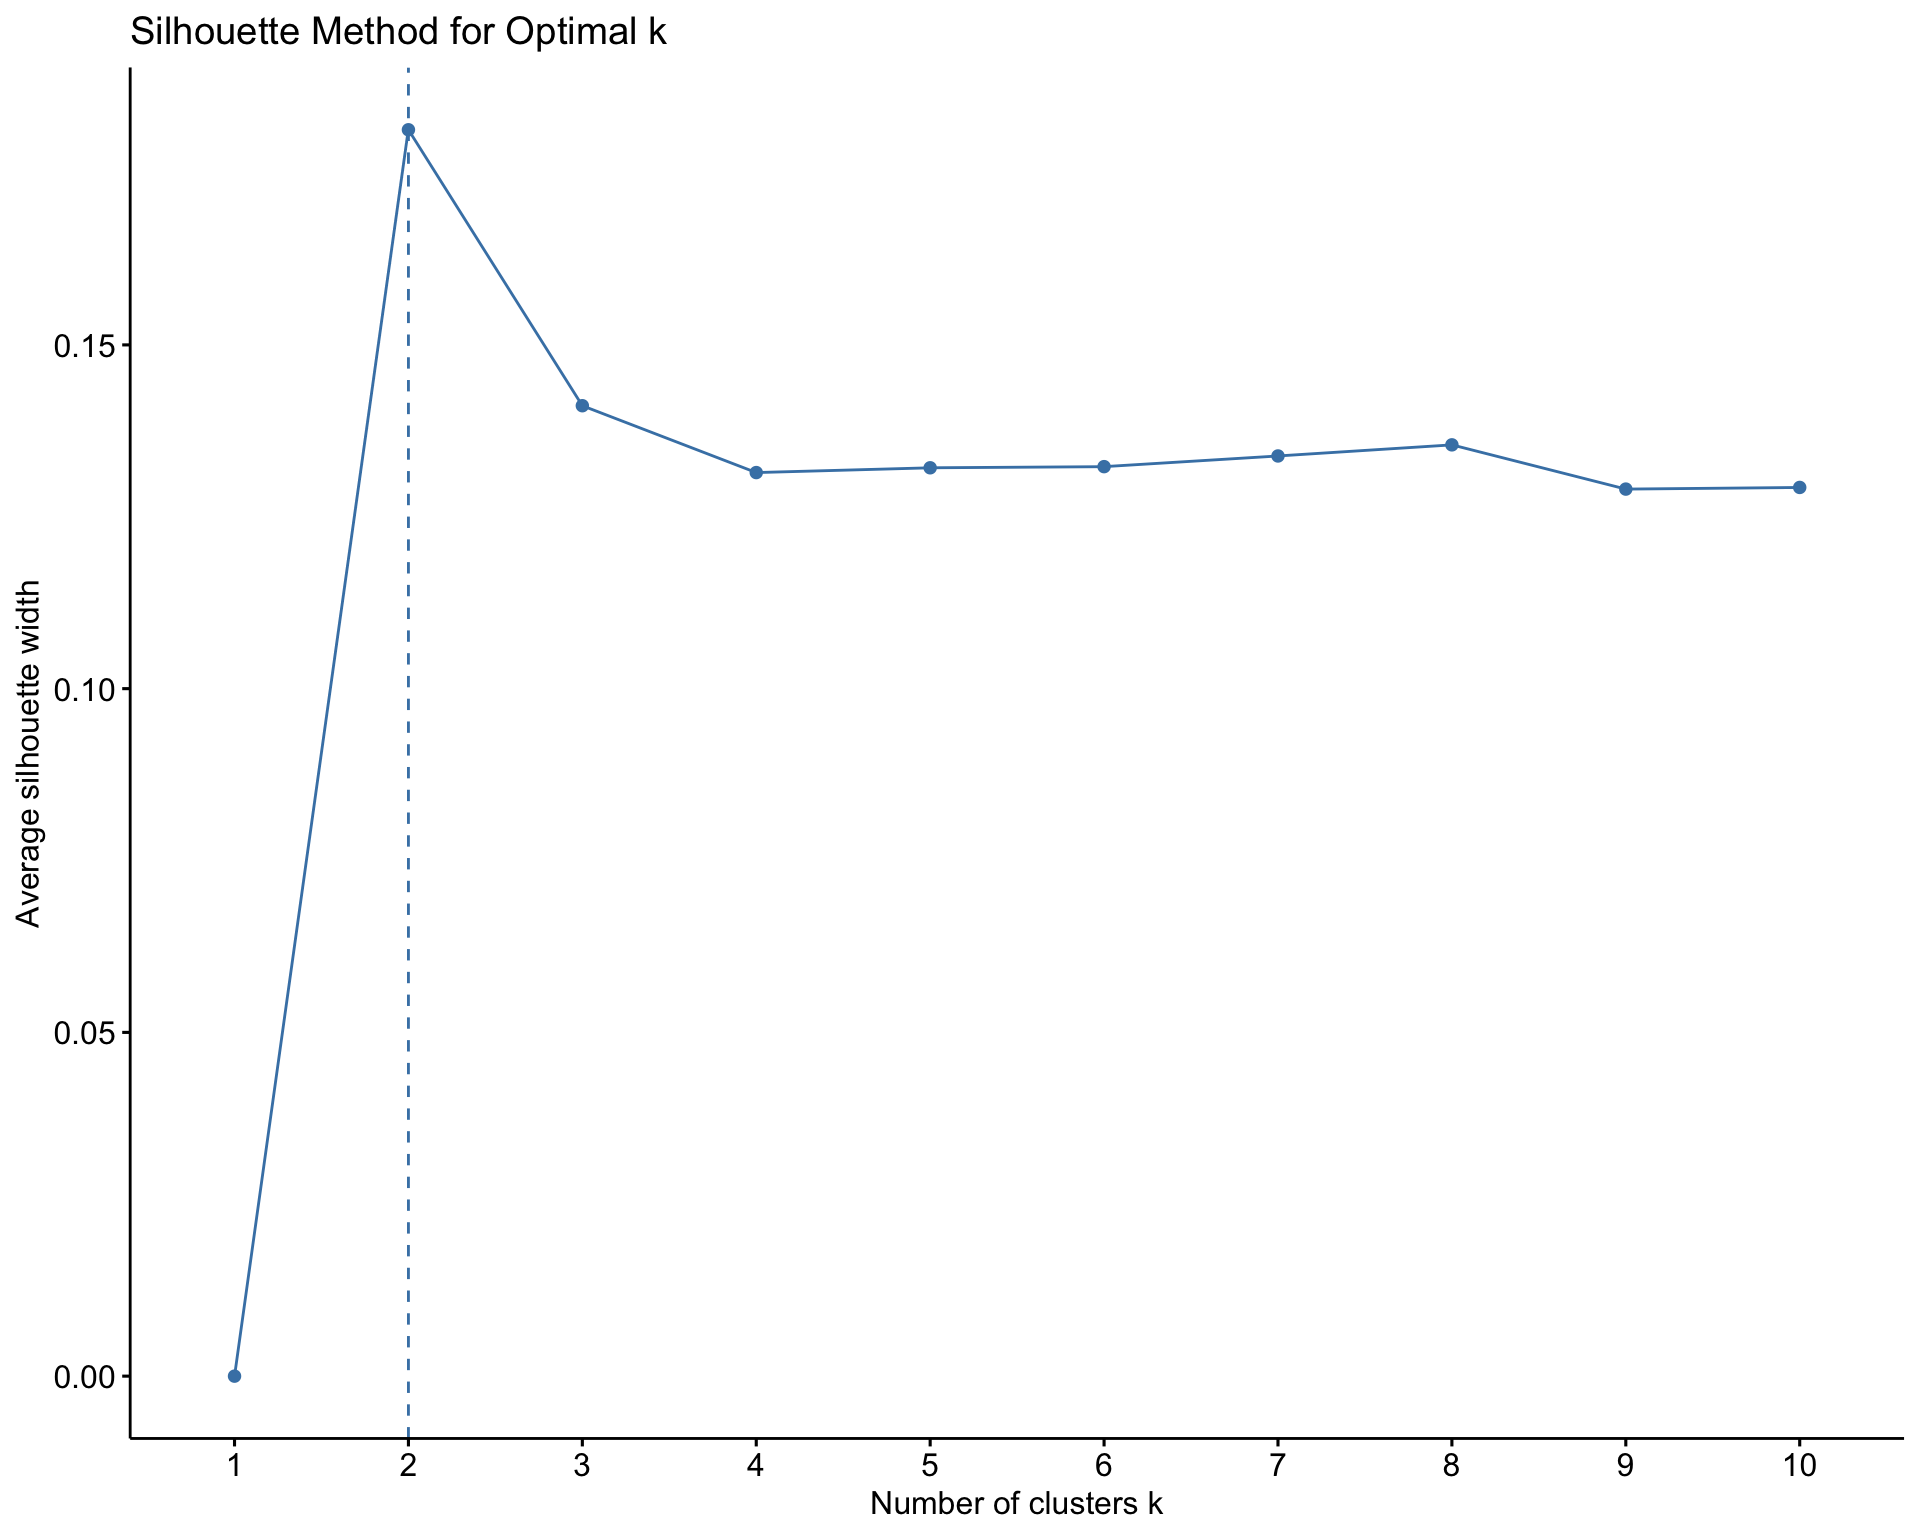 Silhouette Method for Optimal k
Average silhouette width
0.15
0.10
0.05
0.00
1 2 3 4 5 6 7 8 9 10
Number of clusters k